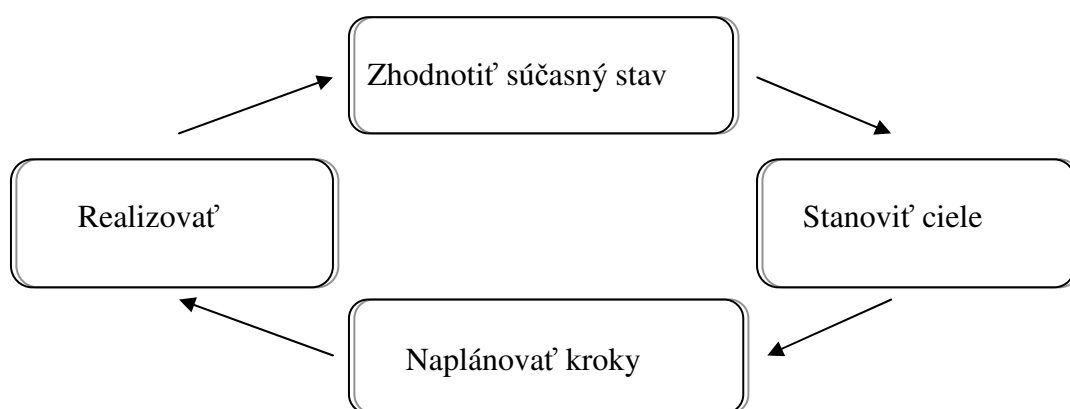 Zhodnotiť súčasný stav
Realizovať
Stanoviť ciele
Naplánovať kroky